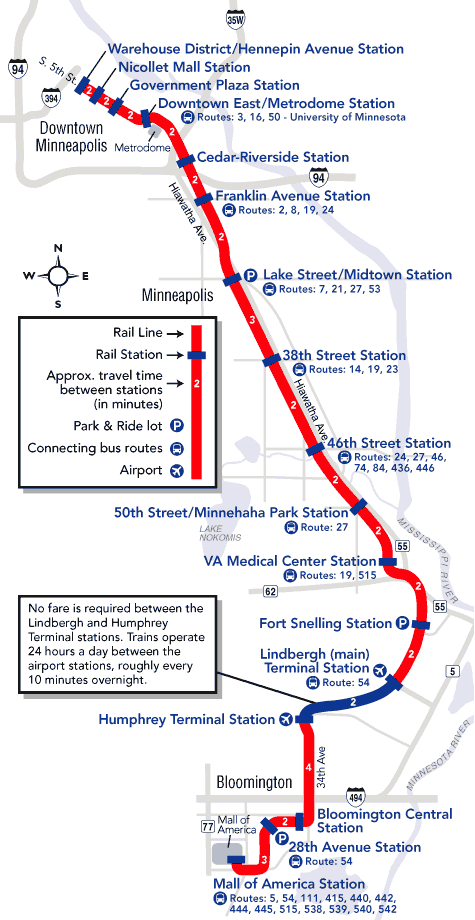 35W
Warehouse District/Hennepin Avenue Station
94
S. 5th St.
Nicollet Mall Station
394
2
2
Government Plaza Station
2
Downtown East/Metrodome Station
Routes: 3, 16, 50 - University of Minnesota
Downtown
Minneapolis
2
Metrodome
Cedar-Riverside Station
2
94
Franklin Avenue Station
Routes: 2, 8, 19, 24
Hiawatha Ave.
2
N
W E
S
P Lake Street/Midtown Station
Routes: 7, 21, 27, 53
Minneapolis
3
Rail Line
Rail Station
Approx. travel time
between stations
(in minutes)
2
Park & Ride lot P
Connecting bus routes
Airport
38th Street Station
Routes: 14, 19, 23
Hiawatha Ave.
2
46th Street Station
Routes: 24, 27, 46,
74, 84, 436, 446
2
50th Street/Minnehaha Park Station
Route: 27
LAKE
NOKOMIS
2
MISSISSIPPI RIVER
55
VA Medical Center Station
Routes: 19, 515
62
2
55
Fort Snelling Station P
No fare is required between the
Lindbergh and Humphrey
Terminal stations. Trains operate
24 hours a day between the
airport stations, roughly every
10 minutes overnight.
2
Lindbergh (main)
Terminal Station
Route: 54
5
2
Humphrey Terminal Station
MINNESOTA RIVER
4
34th Ave
Bloomington
494
77
Mall of
America
2
Bloomington Central
Station
P
28th Avenue Station
Route: 54
3
Mall of America Station
Routes: 5, 54, 111, 415, 440, 442,
444, 445, 515, 538, 539, 540, 542